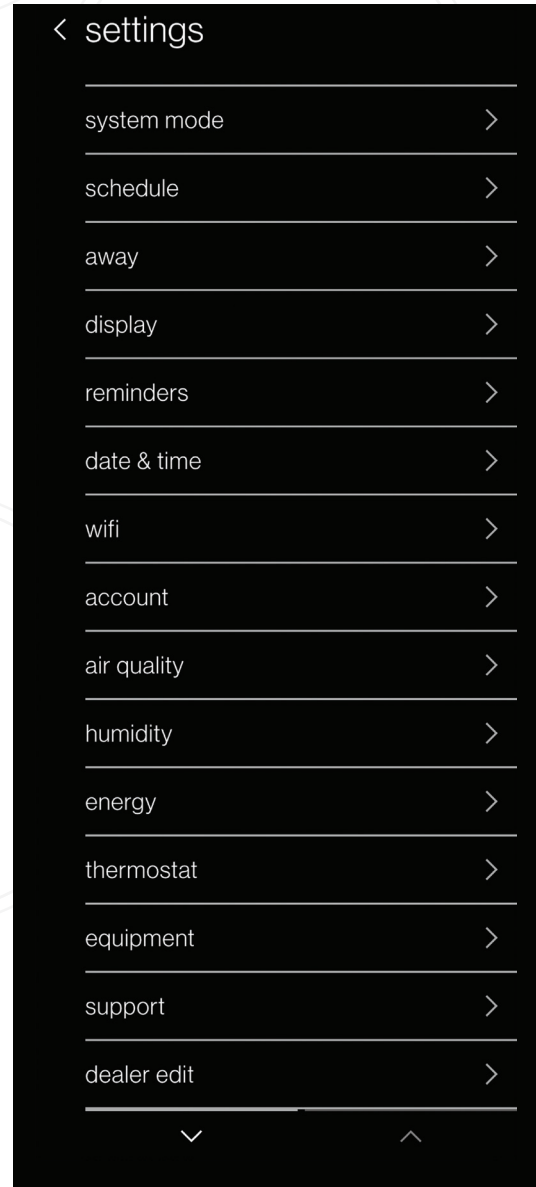 settings
system mode
schedule
away
display
reminders
date & time
wifi
account
air quality
humidity
energy
thermostat
equipment
support
dealer edit